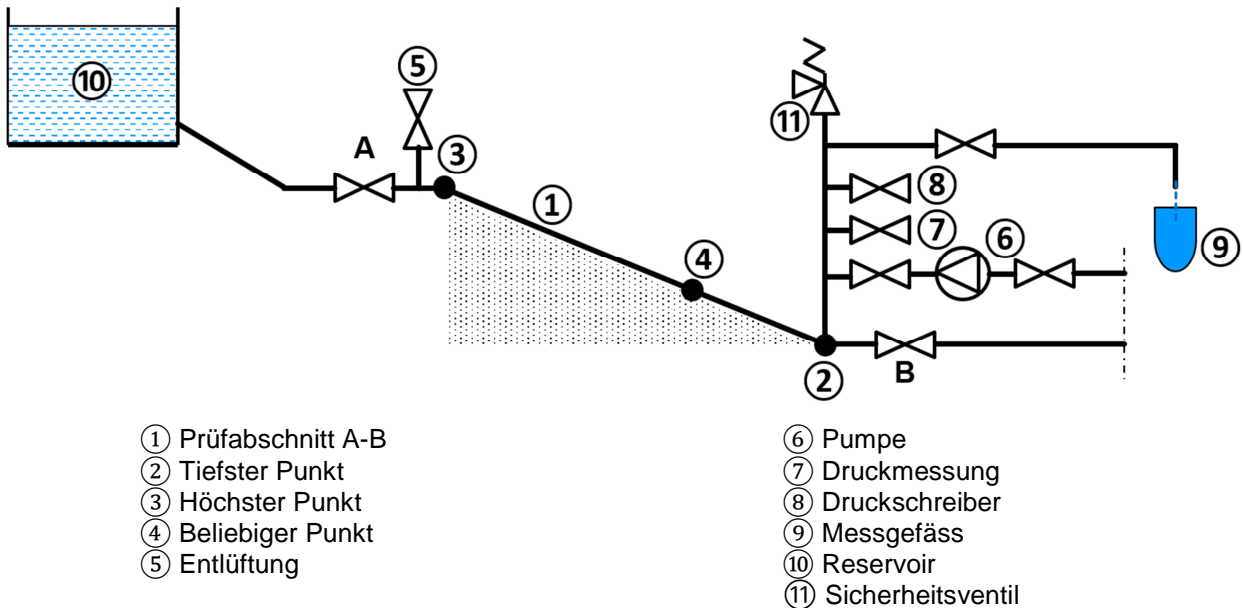 ⑩
⑤
A
③
①
④
②
B
⑪
⑧
⑦
⑥
⑨
① Prüfabschnitt A-B
② Tiefster Punkt
③ Höchster Punkt
④ Beliebiger Punkt
⑤ Entlüftung
⑥ Pumpe
⑦ Druckmessung
⑧ Druckschreiber
⑨ Messgefäss
⑩ Reservoir
⑪ Sicherheitsventil